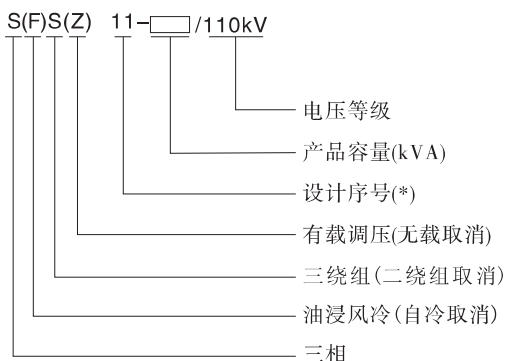 S(F)S(Z) 11-□/110kV
电压等级
产品容量(kVA)
设计序号(*)
有载调压(无载取消)
三绕组(二绕组取消)
油浸风冷(自冷取消)
三相